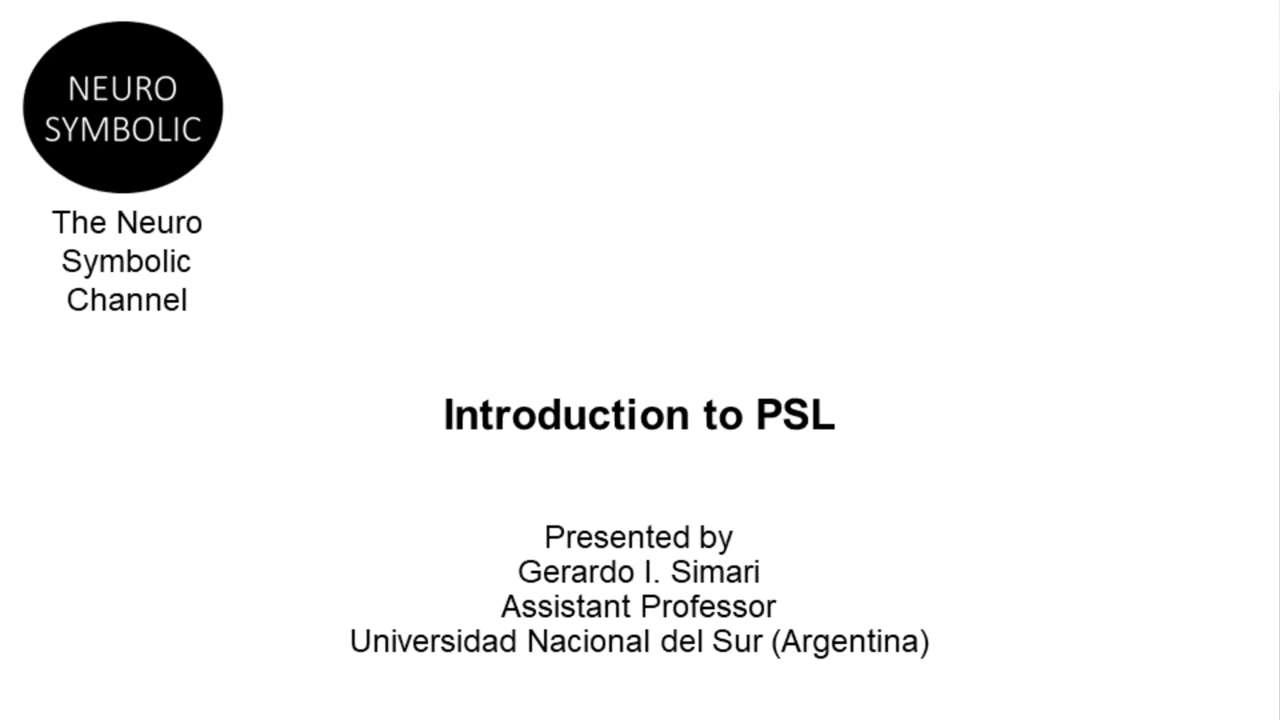 NEURO
SYMBOLIC
The Neuro
Symbolic
Channel
Introduction to PSL
Presented by
Gerardo I. Simari
Assistant Professor
Universidad Nacional del Sur (Argentina)